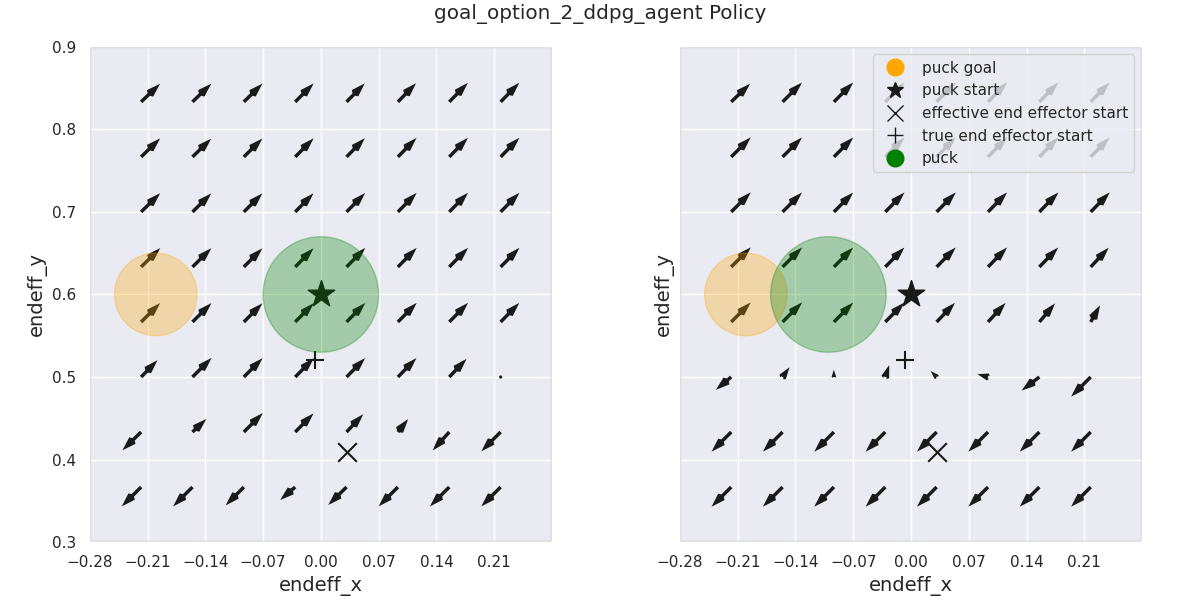 goal_option_2_ddpg_agent Policy
0.9
0.8
0.7
0.6
0.5
0.4
0.3
endeff_y
−0.28 −0.21 −0.14 −0.07 0.00 0.07 0.14 0.21
endeff_x
endeff_y
puck goal
puck start
effective end effector start
true end effector start
puck
−0.28 −0.21 −0.14 −0.07 0.00 0.07 0.14 0.21
endeff_x